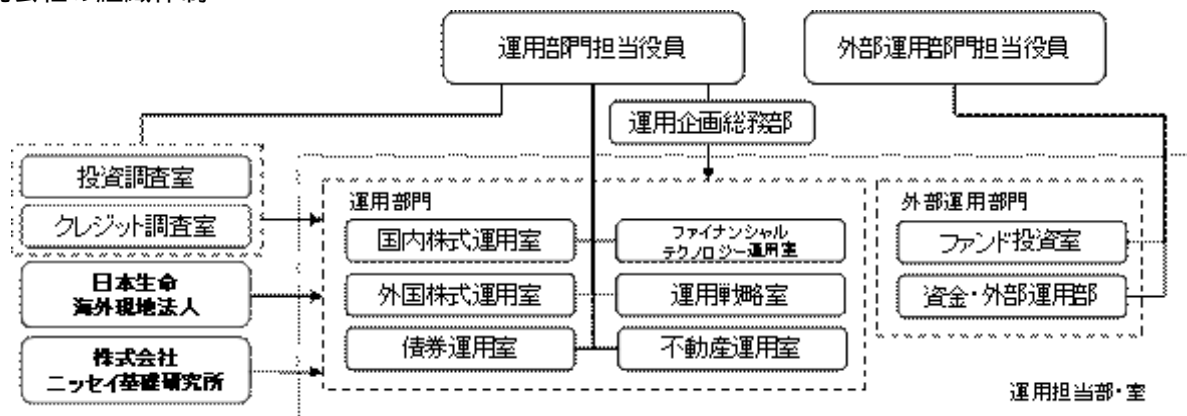 運用部門担当役員
外部運用部門担当役員
運用企画総務部
投資調査室
クレジット調査室
日本生命
海外現地法人
株式会社
ニッセイ基礎研究所
運用部門
国内株式運用室
ファイナンシャル
テクノロジー運用室
外国株式運用室
運用戦略室
債券運用室
不動産運用室
外部運用部門
ファンド投資室
資金・外部運用部
運用担当部・室